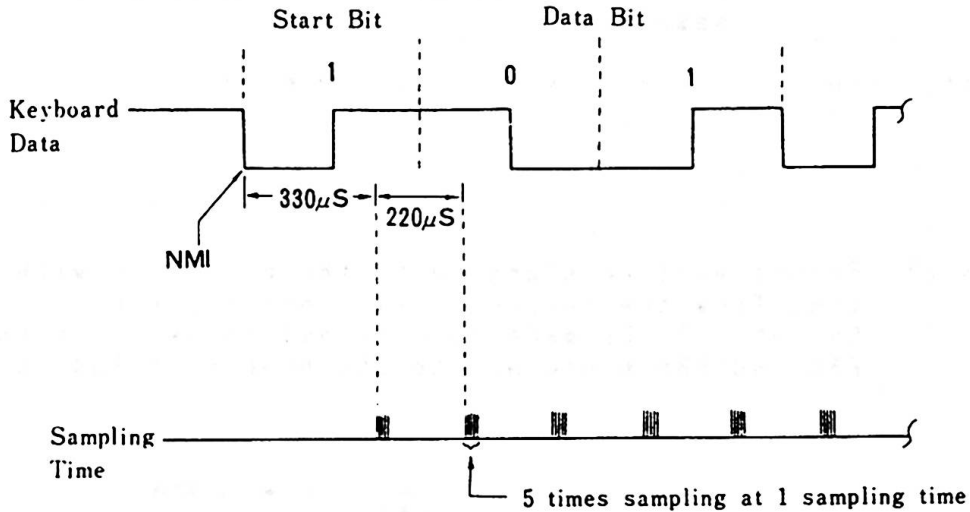 Start Bit
Data Bit
1
0
1
Keyboard
Data
330μS
220μS
NMI
Sampling
Time
5 times sampling at 1 sampling time